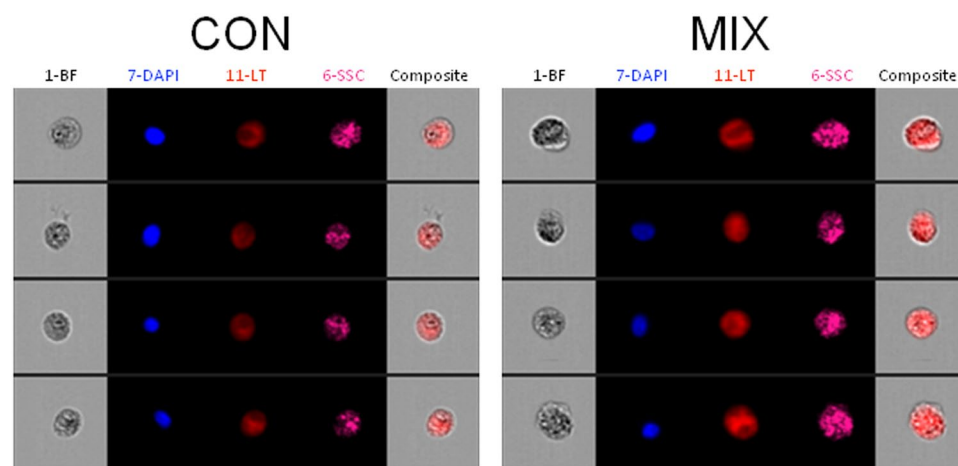 CON
MIX
1-BF 7-DAPI 11-LT 6-SSC Composite
1-BF 7-DAPI 11-LT 6-SSC Composite